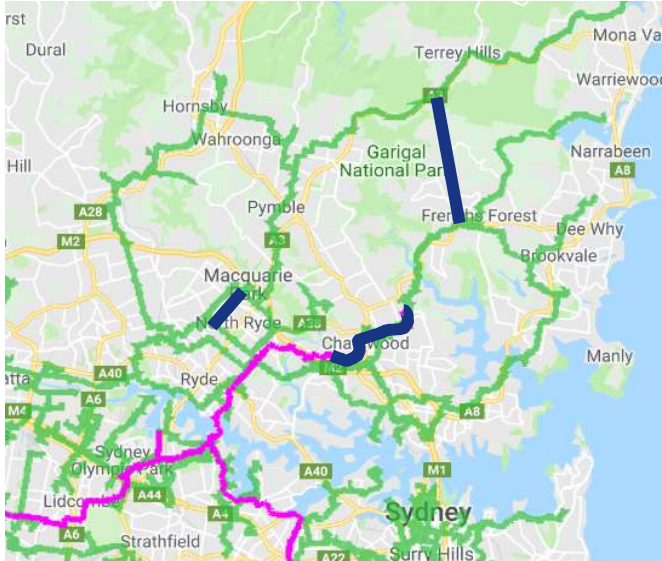 rst
Dural
Terrey Hills
Mona Va
Warriewood
Hornsby
Wahroonga
Hill
Garigal
National Park
Narrabeen
A8
A28
Pymble
Frenchs Forest
Dee Why
M2
A3
Brookvale
Macquarie
Park
North Ryde
A38
Chatswood
Manly
atta
A40
Ryde
M2
A6
A8
M4
Sydney
Olympic Park
M1
A40
A44
Lidcombe
A4
Sydney
A6
Strathfield
A22
Surry Hills